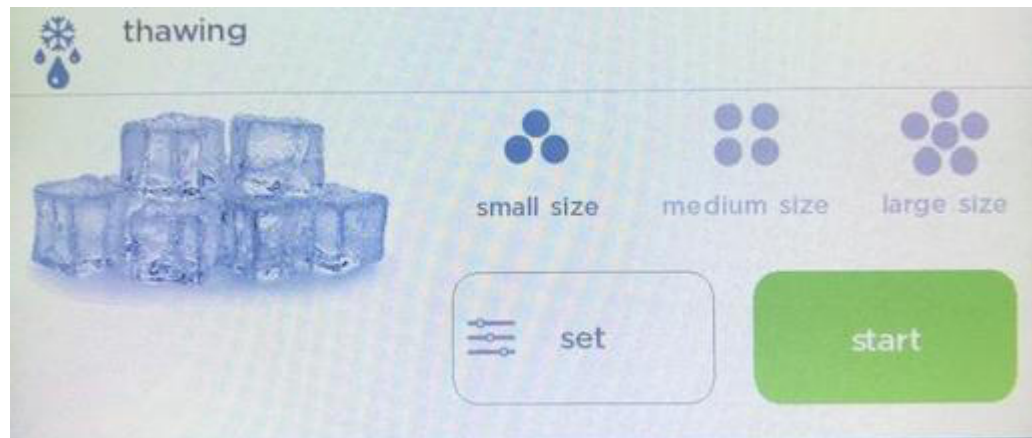 thawing
small size
medium size
large size
set
start